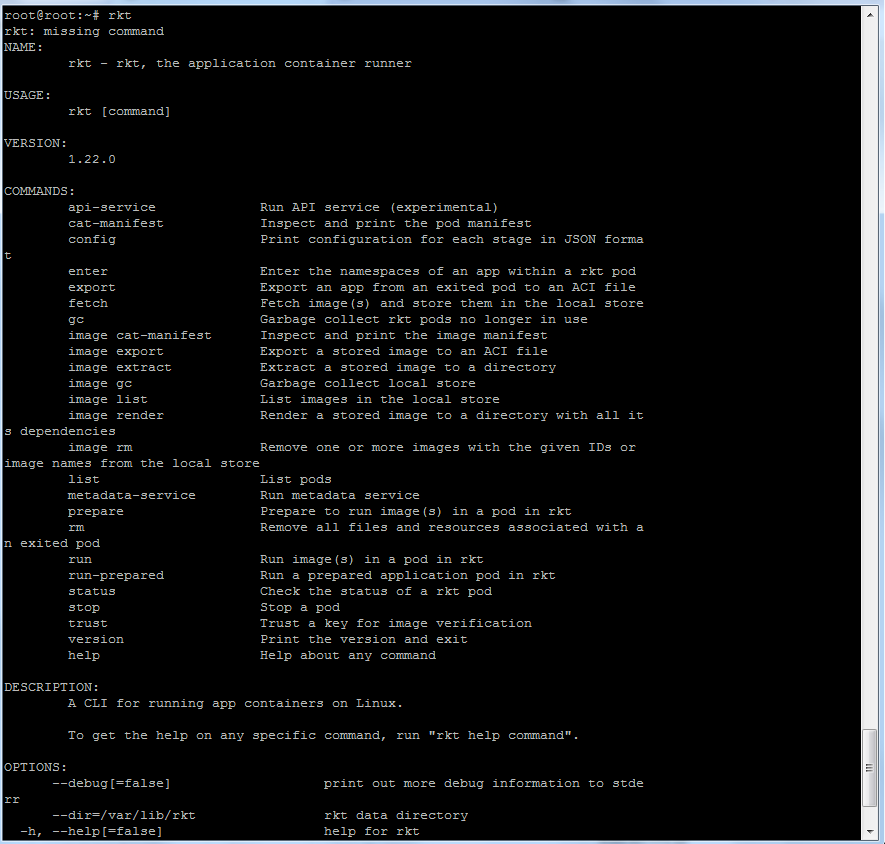 root@root:~# rkt
rkt: missing command
NAME:
        rkt - rkt, the application container runner

USAGE:
        rkt [command]

VERSION:
        1.22.0

COMMANDS:
        api-service             Run API service (experimental)
        cat-manifest            Inspect and print the pod manifest
        config                  Print configuration for each stage in JSON forma
t
        enter                   Enter the namespaces of an app within a rkt pod
        export                  Export an app from an exited pod to an ACI file
        fetch                   Fetch image(s) and store them in the local store
        gc                      Garbage collect rkt pods no longer in use
        image cat-manifest      Inspect and print the image manifest
        image export            Export a stored image to an ACI file
        image extract           Extract a stored image to a directory
        image gc                Garbage collect local store
        image list              List images in the local store
        image render            Render a stored image to a directory with all it
s dependencies
        image rm                Remove one or more images with the given IDs or
image names from the local store
        list                    List pods
        metadata-service        Run metadata service
        prepare                 Prepare to run image(s) in a pod in rkt
        rm                      Remove all files and resources associated with a
n exited pod
        run                     Run image(s) in a pod in rkt
        run-prepared            Run a prepared application pod in rkt
        status                  Check the status of a rkt pod
        stop                    Stop a pod
        trust                   Trust a key for image verification
        version                 Print the version and exit
        help                    Help about any command

DESCRIPTION:
        A CLI for running app containers on Linux.

        To get the help on any specific command, run "rkt help command".

OPTIONS:
      --debug[=false]                   print out more debug information to stde
rr
      --dir=/var/lib/rkt                rkt data directory
  -h, --help[=false]                    help for rkt